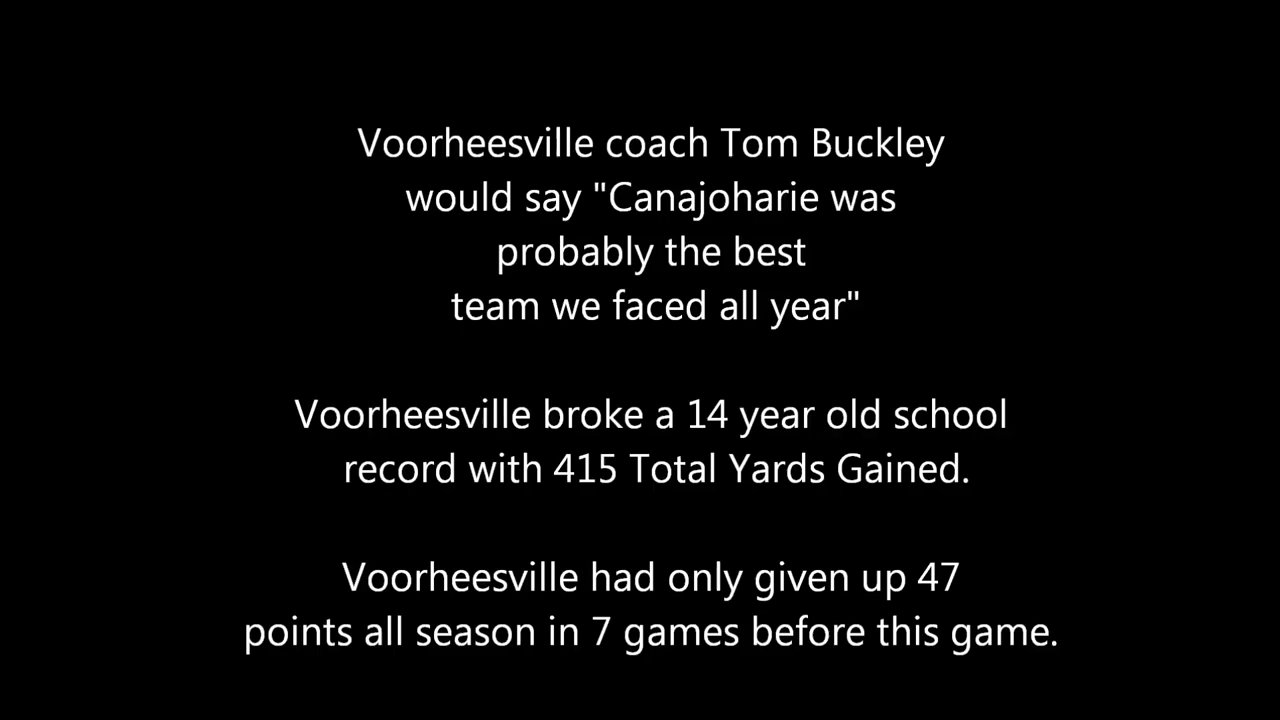 Voorheesville coach Tom Buckley
would say "Canajoharie was
probably the best
team we faced all year"
Voorheesville broke a 14 year old school
record with 415 Total Yards Gained.
Voorheesville had only given up 47
points all season in 7 games before this game.